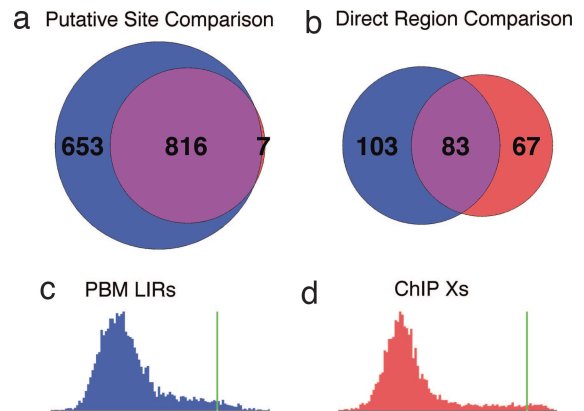 a Putative Site Comparison
b Direct Region Comparison
653 816 7
103 83 67
c PBM LIRs
d ChIP Xs